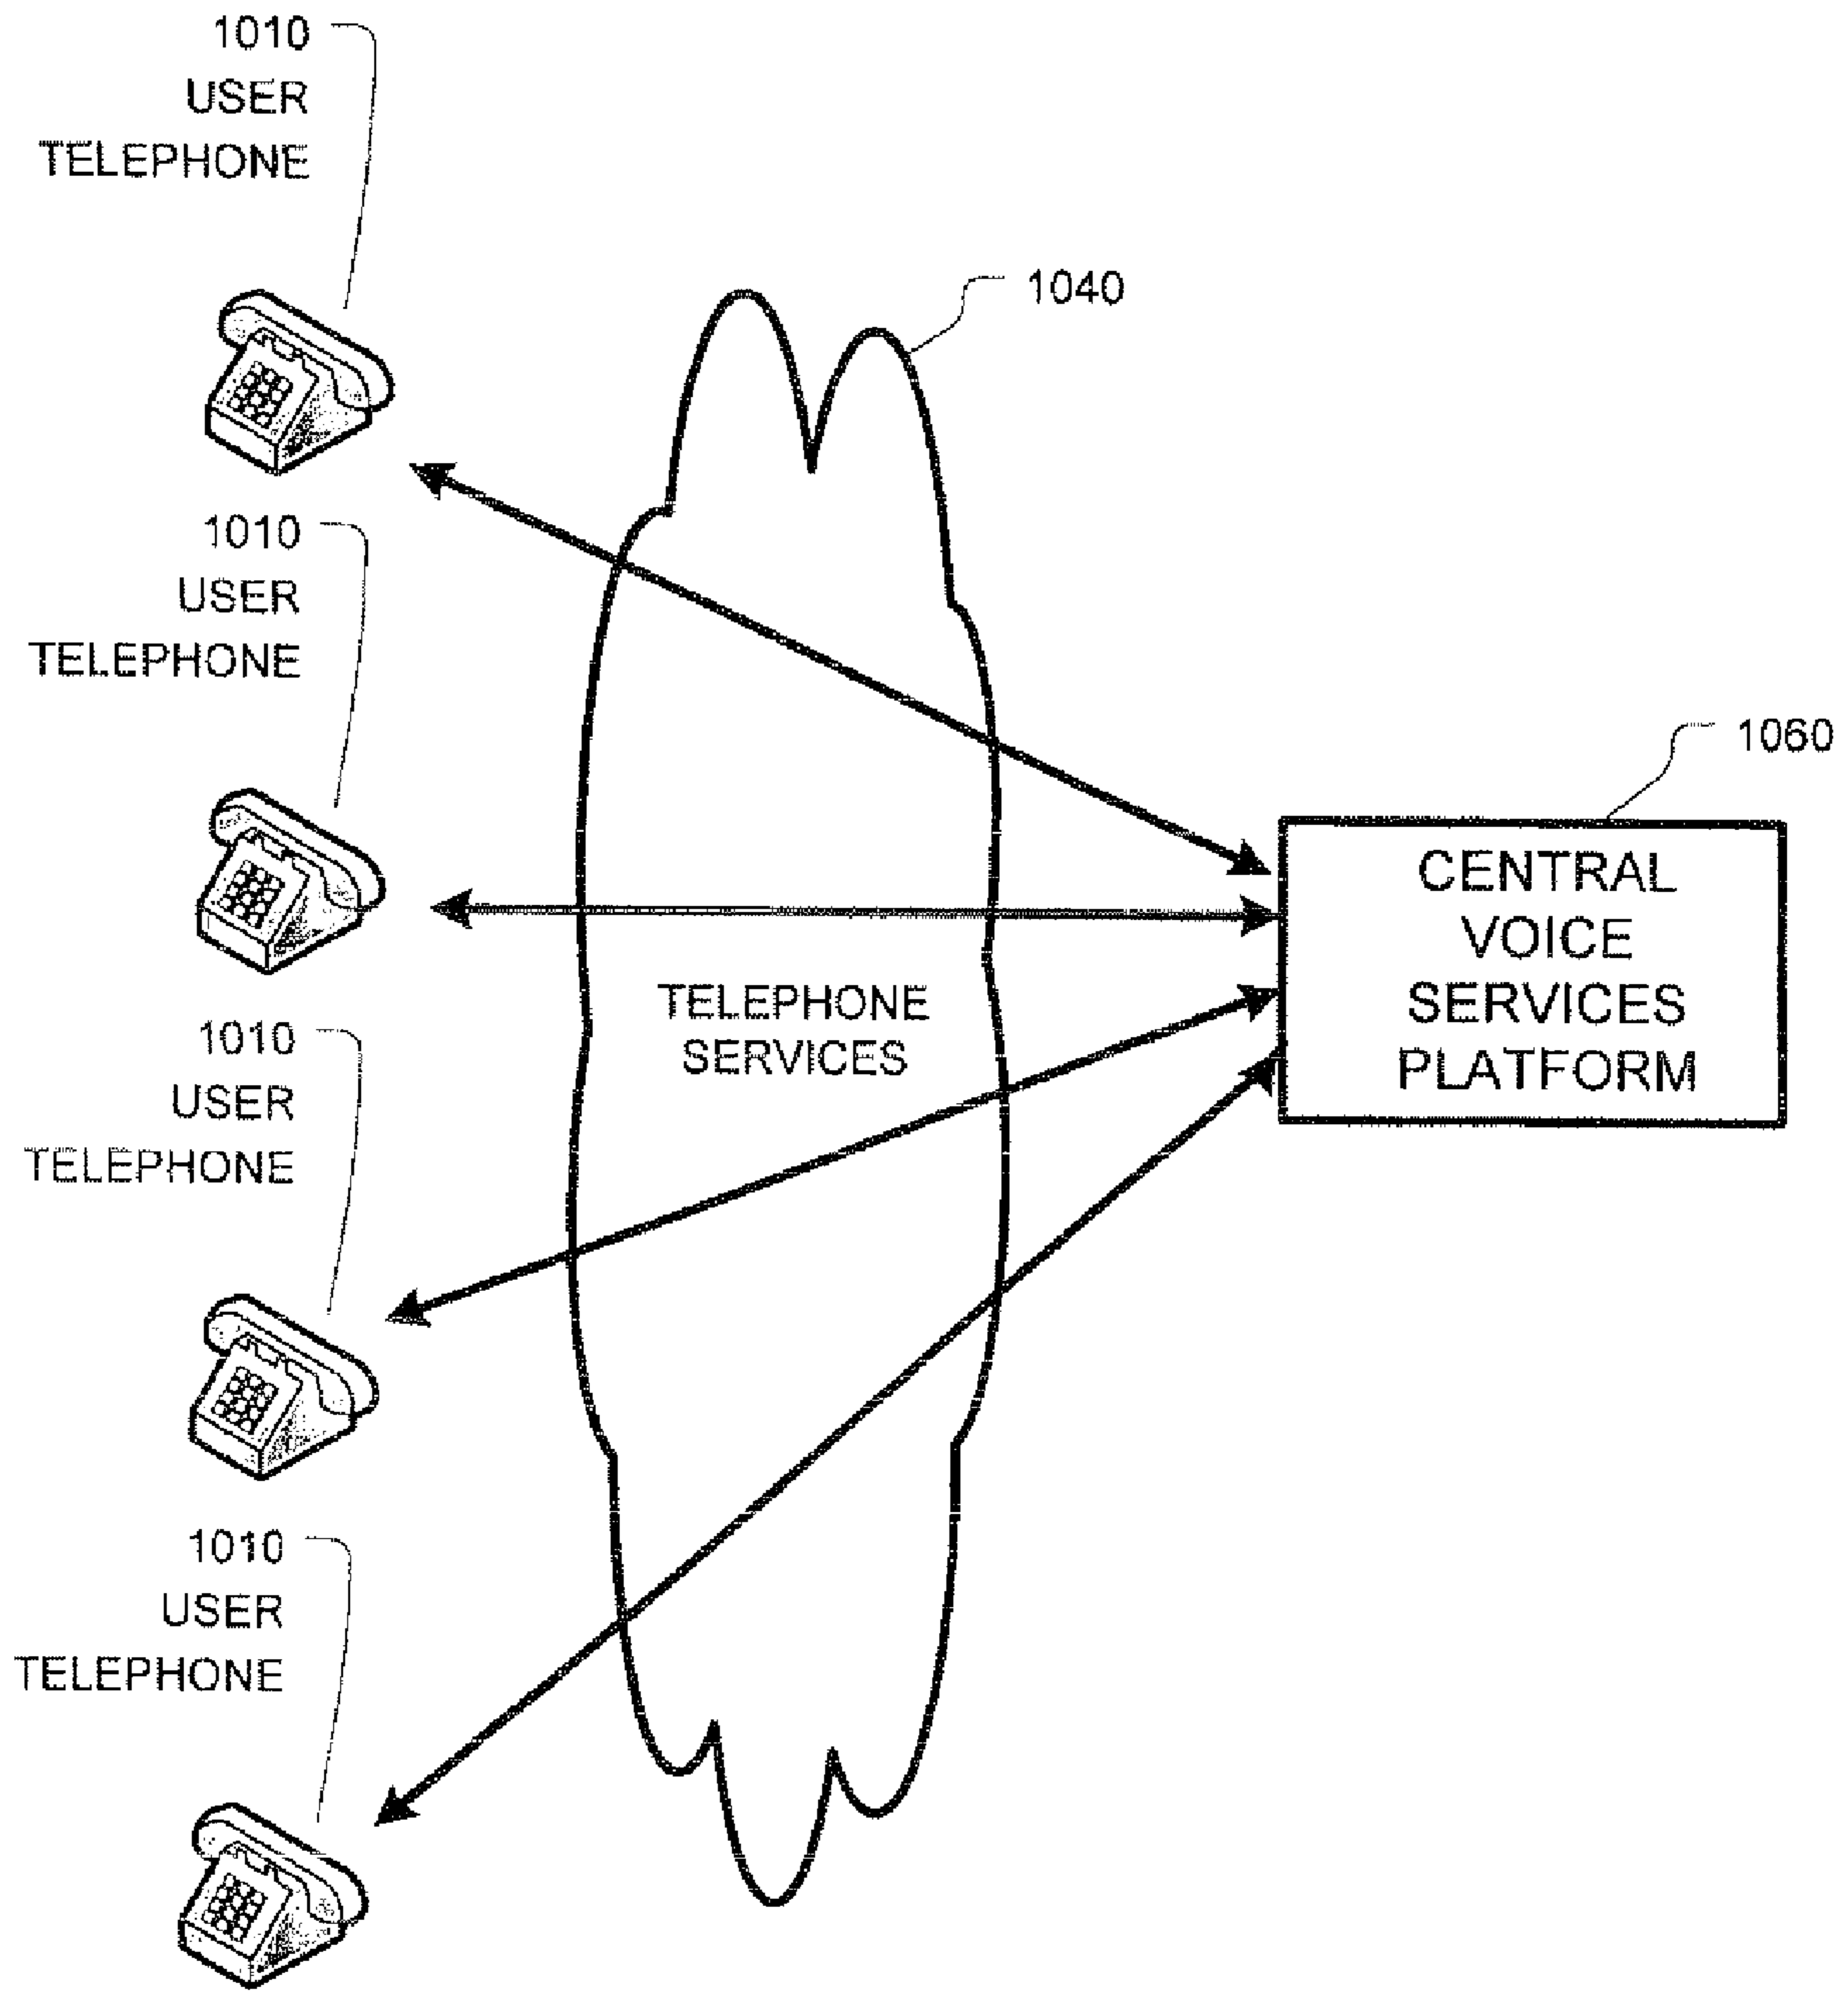 1010
USER
TELEPHONE
1040
1010
USER
TELEPHONE
1060
CENTRAL
VOICE
SERVICES
PLATFORM
TELEPHONE
SERVICES
1010
USER
TELEPHONE
1010
USER
TELEPHONE